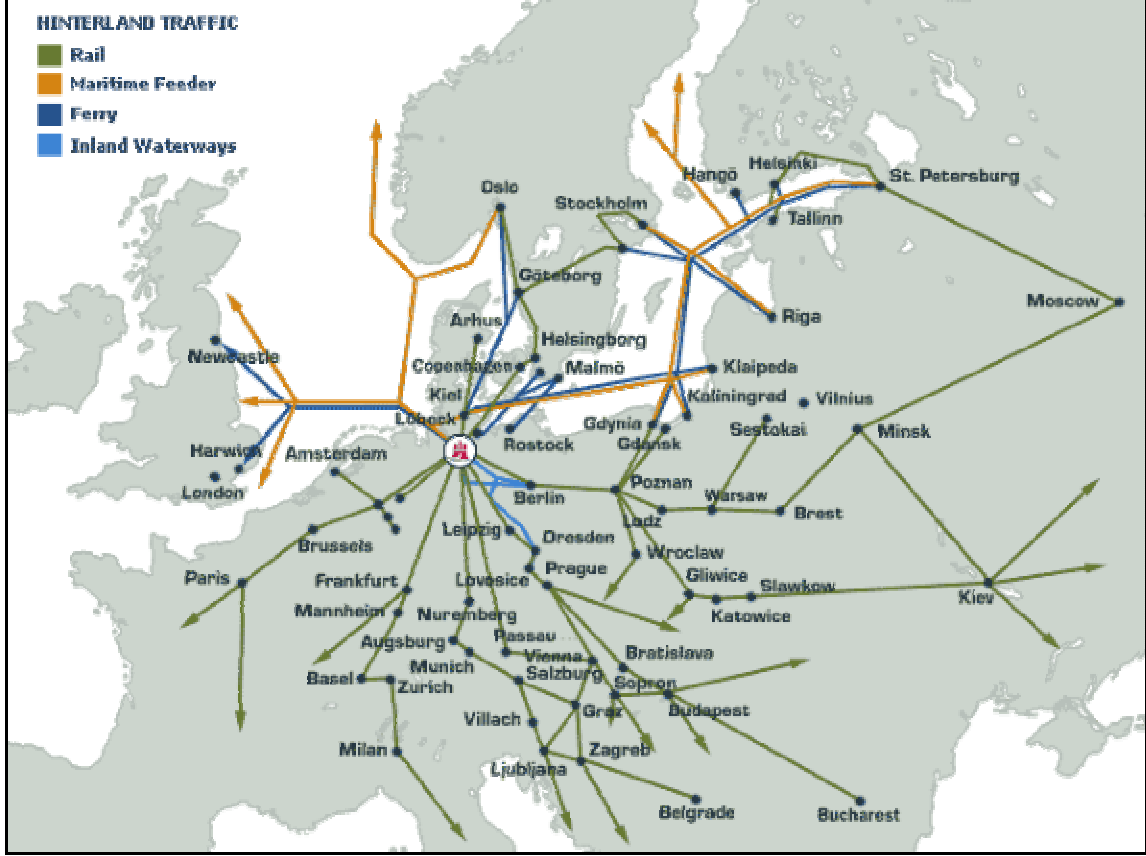 HINTERLAND TRAFFIC
Rail
Maritime Feeder
Ferry
Inland Waterways
Helsinki
Hangö
St. Petersburg
Oslo
Stockholm
Tallinn
Göteborg
Moscow
Riga
Arhus
Helsingborg
Newcastle
Copenhagen
Malmö
Klaipeda
Kiel
Kaliningrad
Vilnius
Lübeck
Gdynia
Sestokai
Minsk
Rostock
Gdansk
Harwich
Amsterdam
London
Berlin
Poznan
Warsaw
Brest
Lodz
Leipzig
Dresden
Brussels
Wroclaw
Paris
Frankfurt
Lovosice
Prague
Gliwice
Slawkow
Kiev
Mannheim
Nuremberg
Katowice
Augsburg
Passau
Vienna
Bratislava
Munich
Salzburg
Basel
Zurich
Sopron
Graz
Budapest
Villach
Milan
Zagreb
Ljubljana
Belgrade
Bucharest